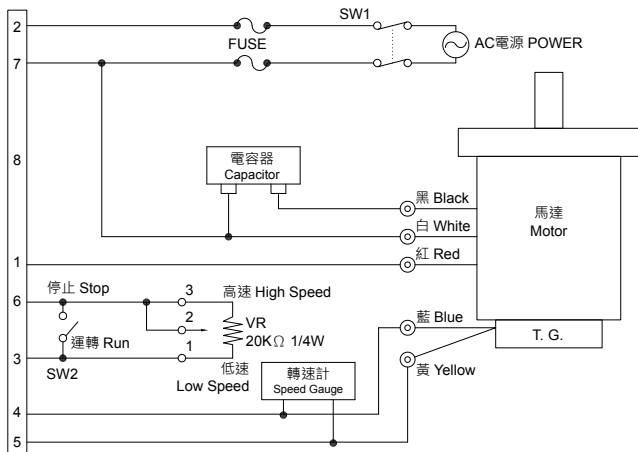 2
SW1
FUSE
AC電源 POWER
7
8
電容器
Capacitor
黑 Black
白 White
馬達
Motor
1
紅 Red
停止 Stop
3
高速 High Speed
6
2
藍 Blue
VR
20KΩ 1/4W
運轉 Run
T. G.
1
3
SW2
低速
Low Speed
轉速計
Speed Gauge
黃 Yellow
4
5